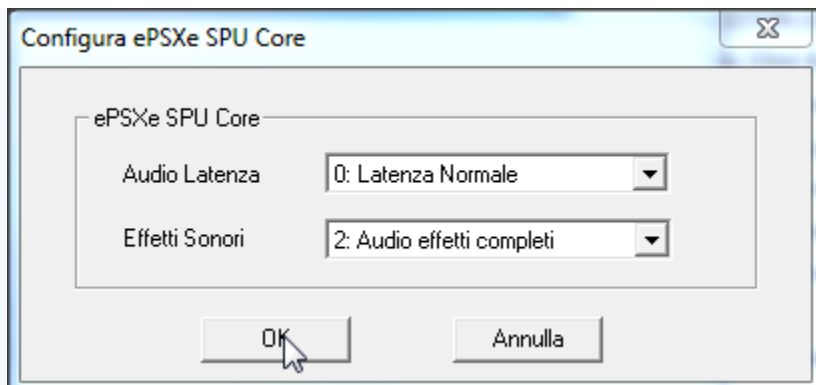 Configura ePSXe SPU Core
ePSXe SPU Core
Audio Latenza 0: Latenza Normale
Effetti Sonori 2: Audio effetti completi
OK Annulla